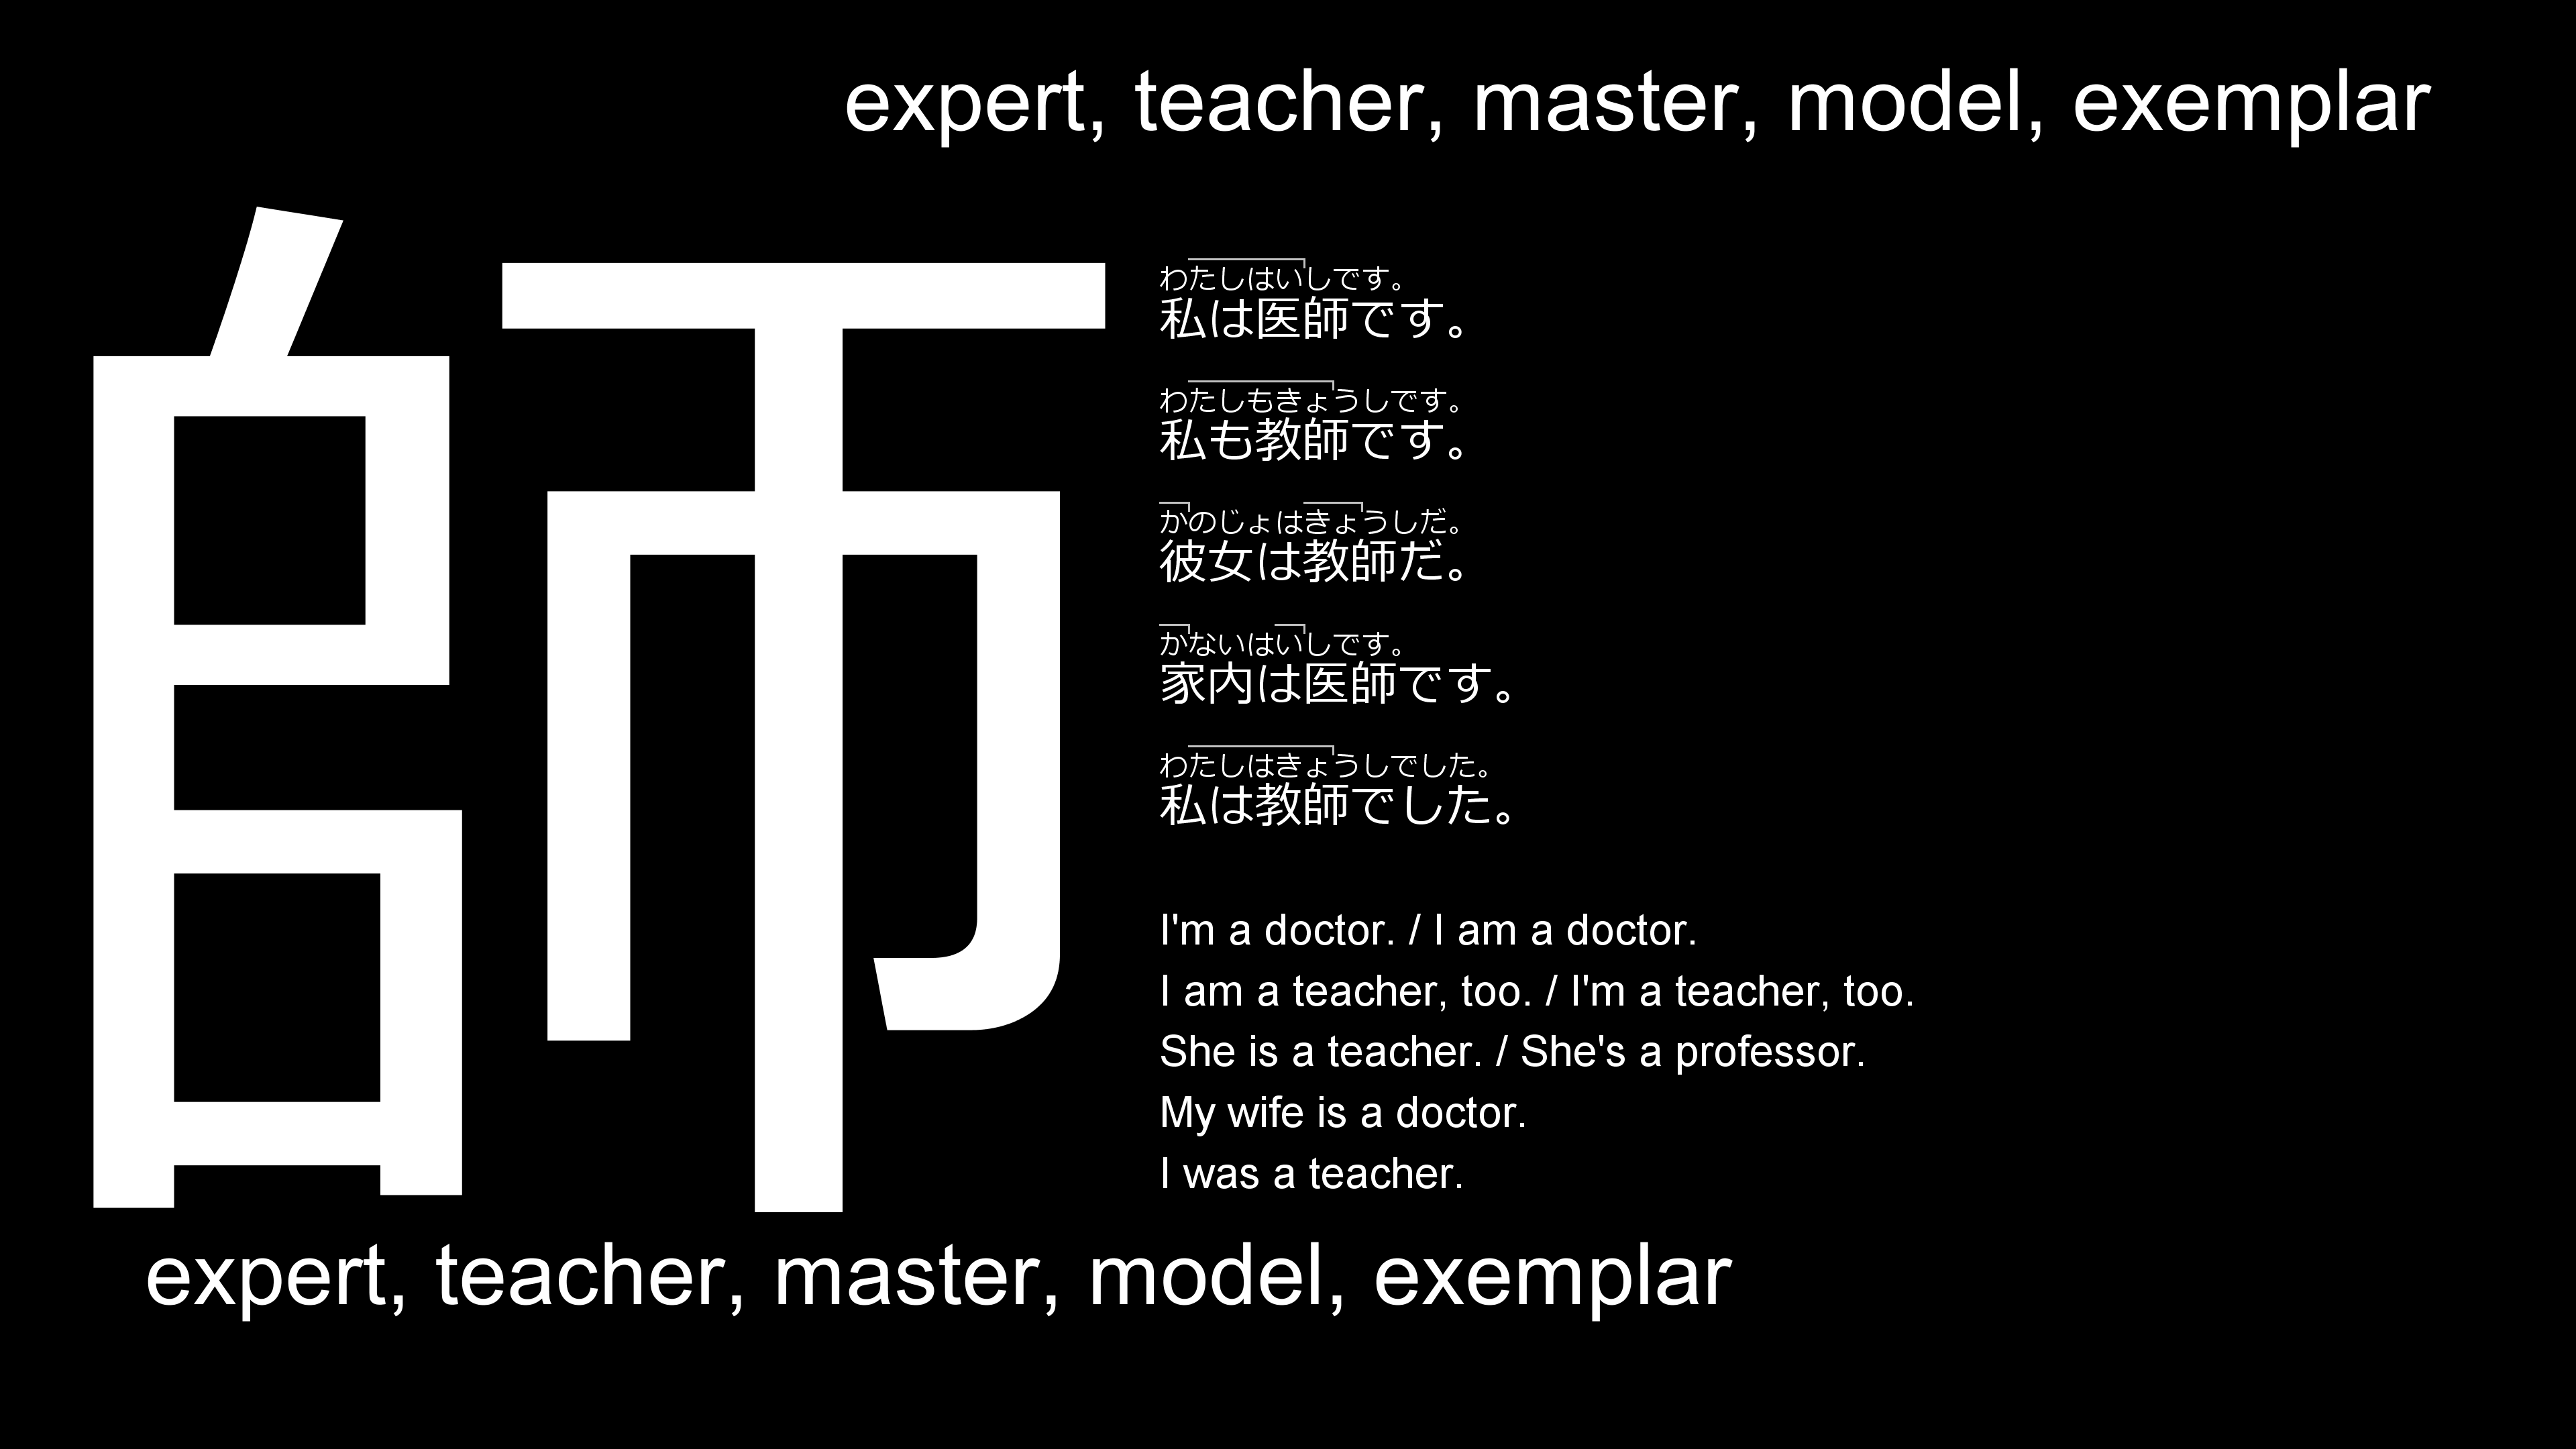 expert, teacher, master, model, exemplar
師
わたしはいしです。
私は医師です。
わたしもきょうしです。
私も教師です。
かのじょはきょうしだ。
彼女は教師だ。
かないはいしです。
家内は医師です。
わたしはきょうしでした。
私は教師でした。
I'm a doctor. / I am a doctor.
I am a teacher, too. / I'm a teacher, too.
She is a teacher. / She's a professor.
My wife is a doctor.
I was a teacher.
expert, teacher, master, model, exemplar